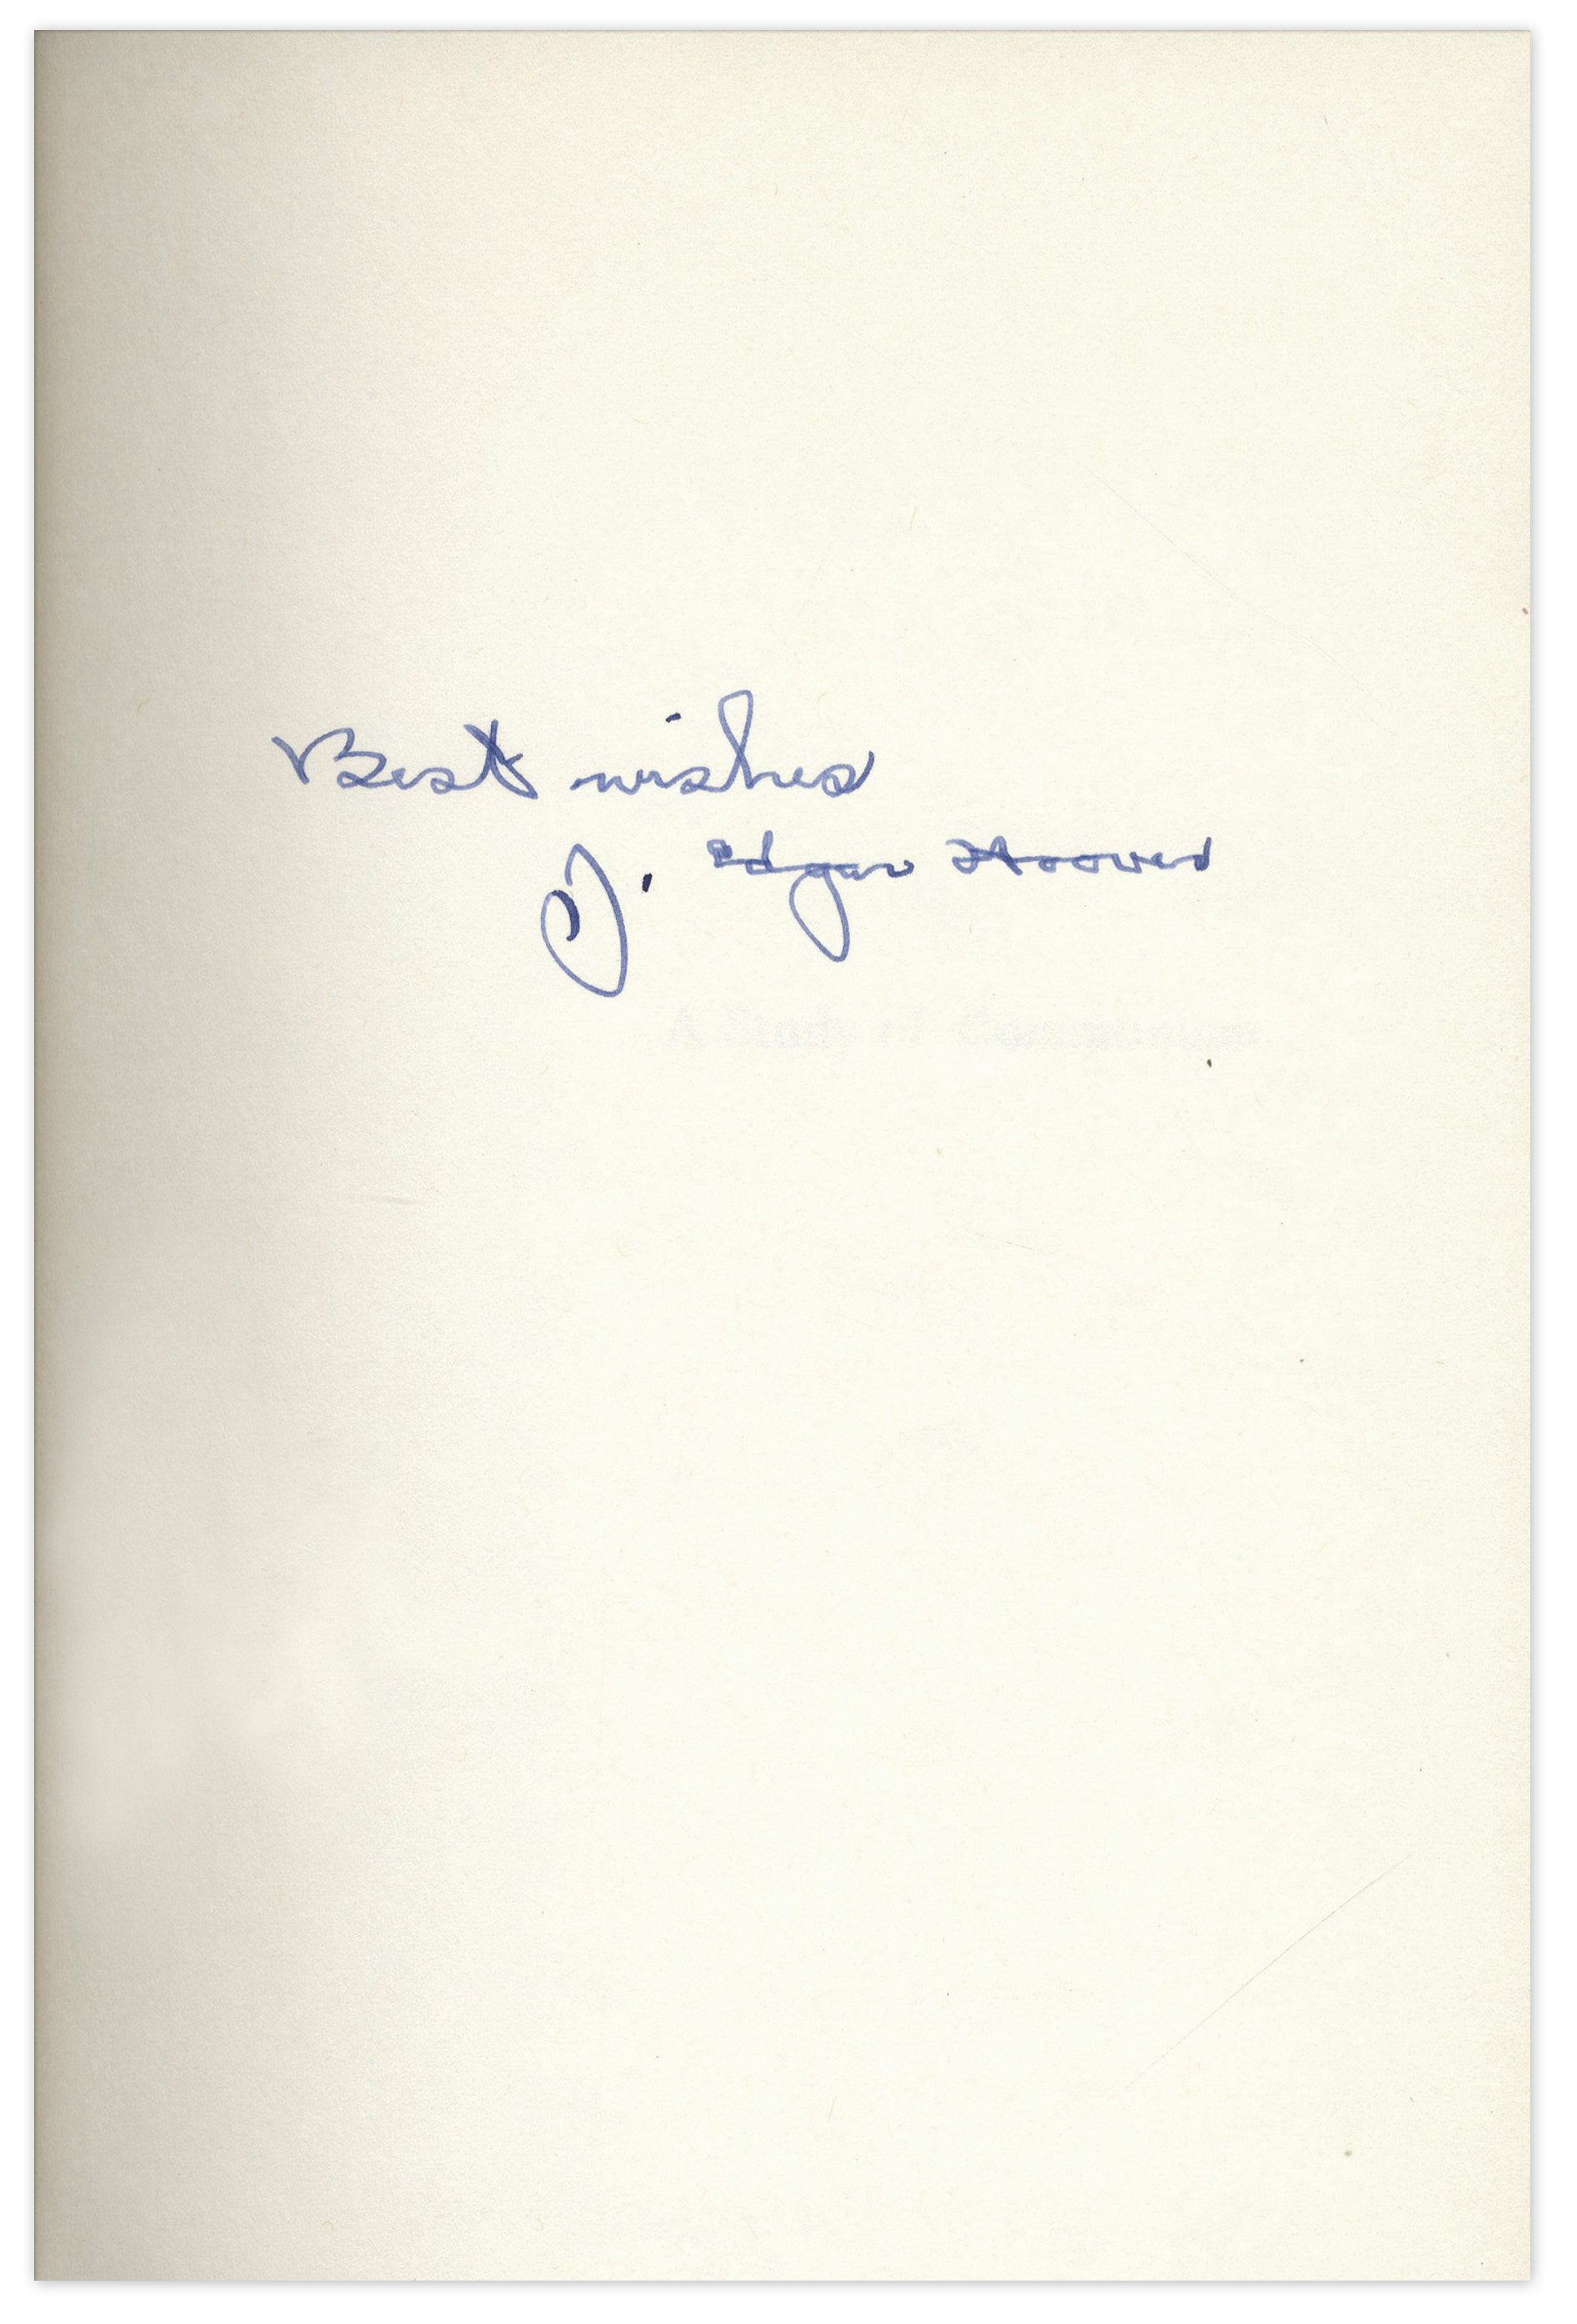 Best wishes
J. Edgar Hoover
A Study of Communism